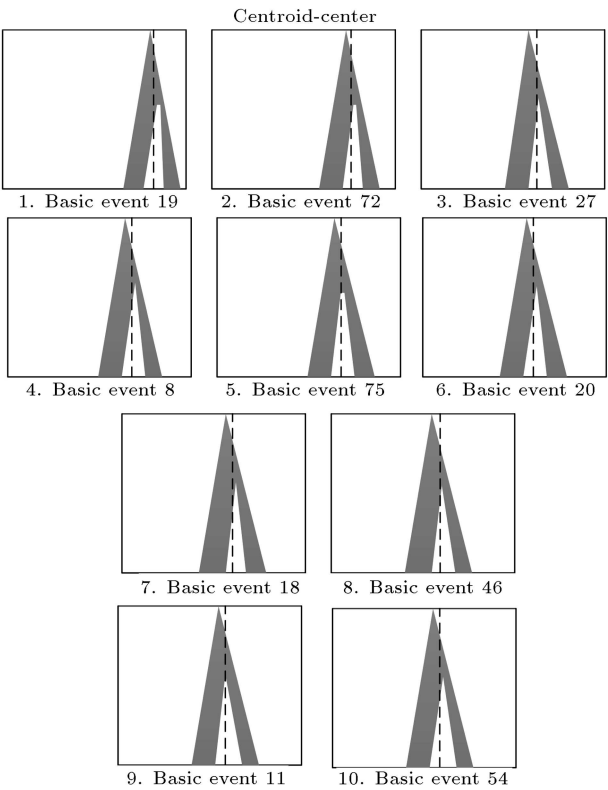 Centroid-center
1. Basic event 19
2. Basic event 72
3. Basic event 27
4. Basic event 8
5. Basic event 75
6. Basic event 20
7. Basic event 18
8. Basic event 46
9. Basic event 11
10. Basic event 54